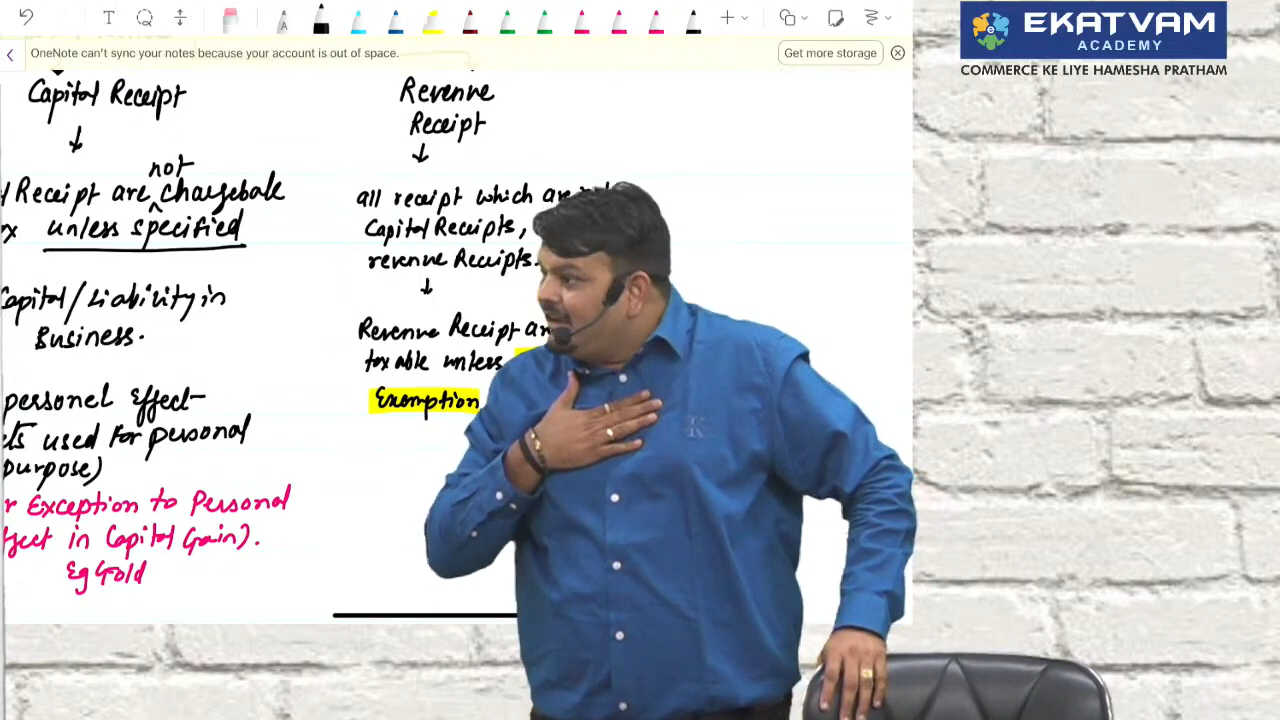 OneNote can't sync your notes because your account is out of space.
Get more storage
EKATVAM
ACADEMY
COMMERCE KE LIYE HAMESHA PRATHAM
Capital Receipt
not
Receipt are chargebale
unless specified
Capital/Liability in
Business.
personel effect-
used for personal
purpose)
Exception to Personal
in Capital Gain).
Eg Gold
Revenue
Receipt
all receipt which are
Capital Receipts,
revenue Receipts.
Revenue Receipt are
taxable unless
Exemption